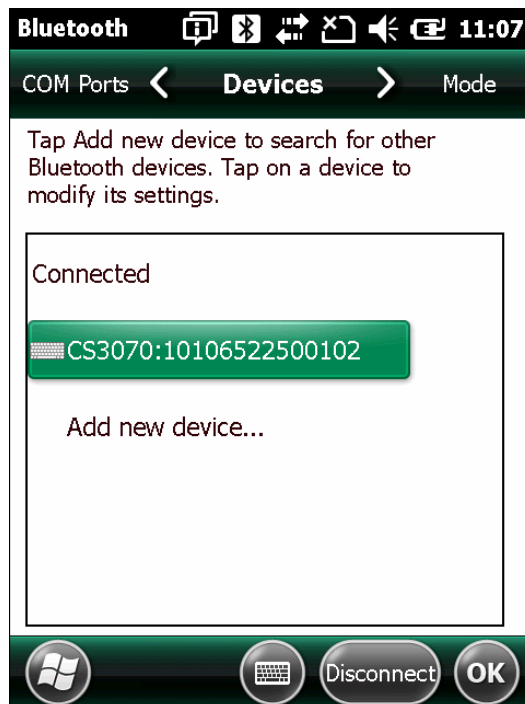 Bluetooth 11:07
COM Ports Devices Mode
Tap Add new device to search for other
Bluetooth devices. Tap on a device to
modify its settings.
Connected
CS3070:10106522500102
Add new device...
Disconnect OK